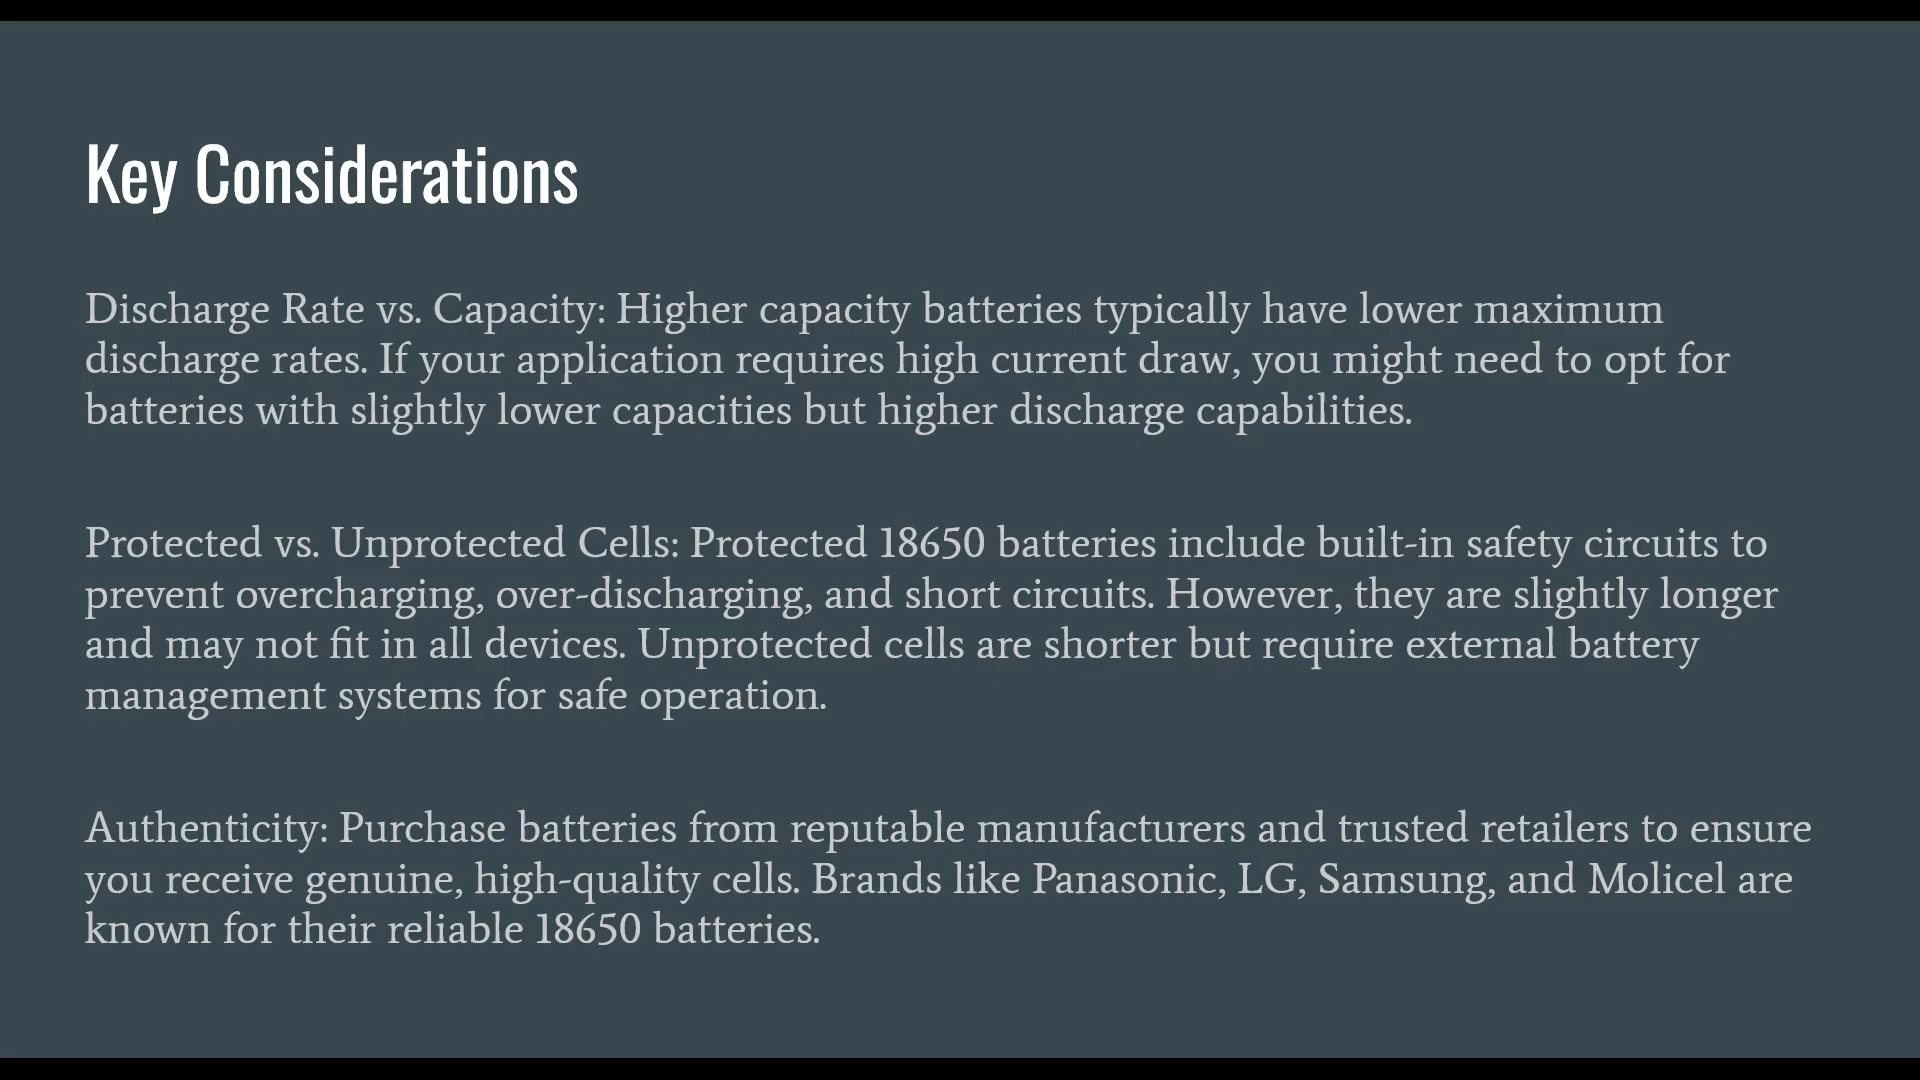 Key Considerations
Discharge Rate vs. Capacity: Higher capacity batteries typically have lower maximum
discharge rates. If your application requires high current draw, you might need to opt for
batteries with slightly lower capacities but higher discharge capabilities.
Protected vs. Unprotected Cells: Protected 18650 batteries include built-in safety circuits to
prevent overcharging, over-discharging, and short circuits. However, they are slightly longer
and may not fit in all devices. Unprotected cells are shorter but require external battery
management systems for safe operation.
Authenticity: Purchase batteries from reputable manufacturers and trusted retailers to ensure
you receive genuine, high-quality cells. Brands like Panasonic, LG, Samsung, and Molicel are
known for their reliable 18650 batteries.